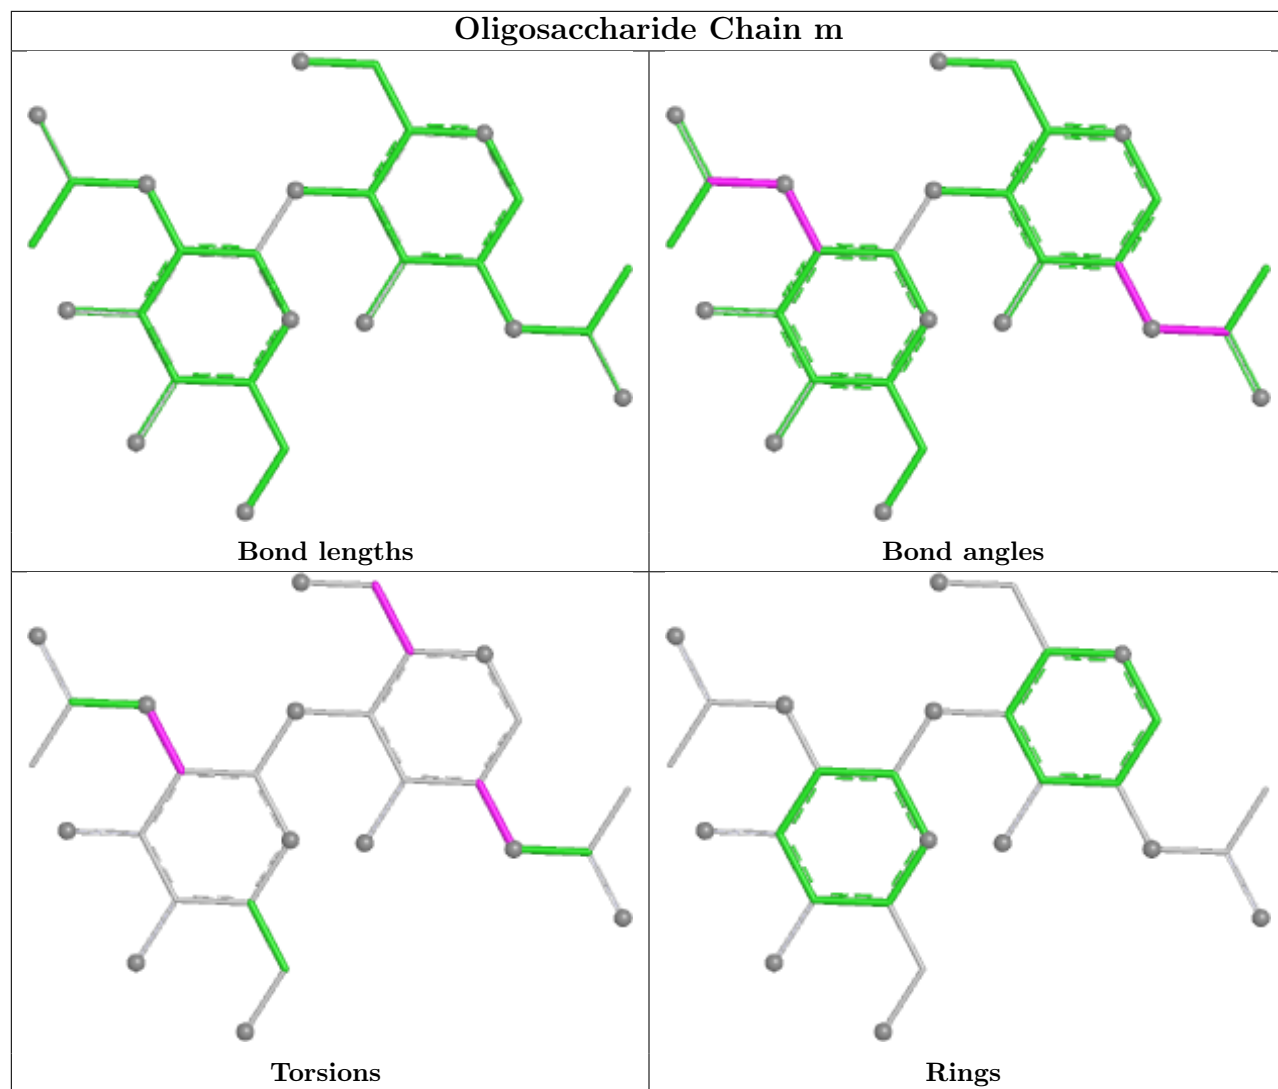 Oligosaccharide Chain m
Bond lengths
Bond angles
Torsions
Rings